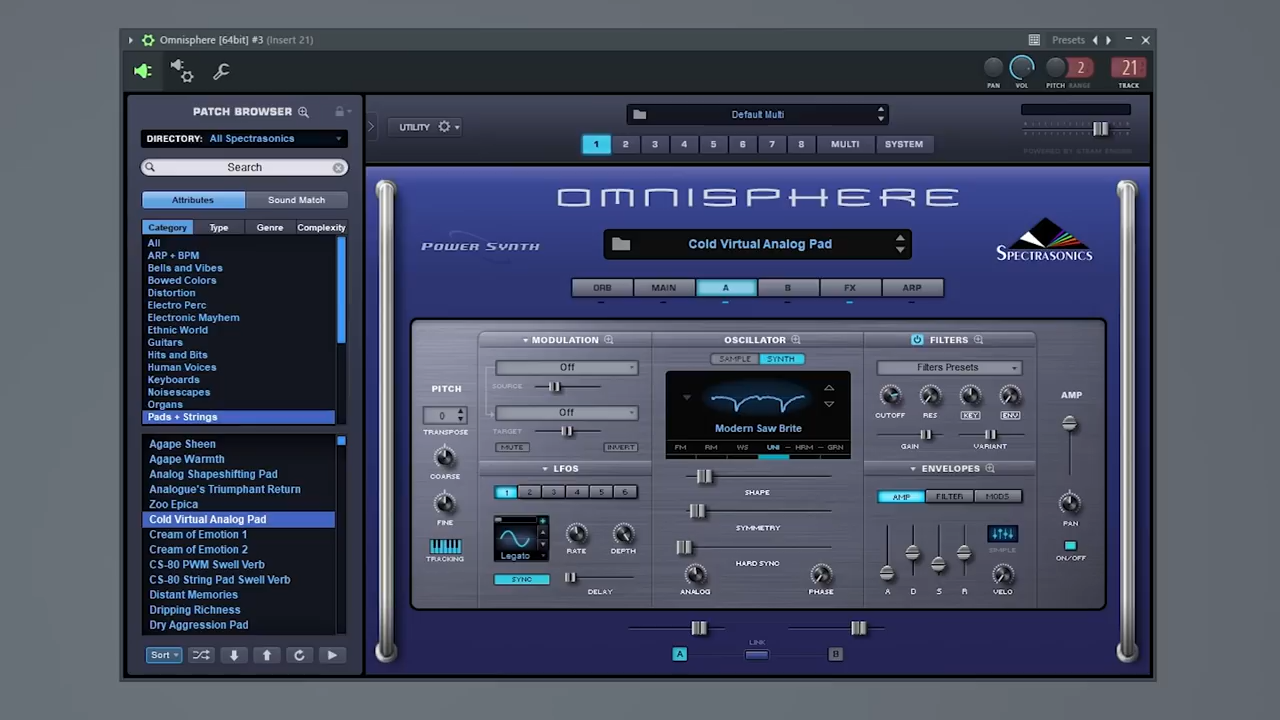 Omnisphere [64bit] #3 (Insert 21)
Presets
PAN VOL PITCH RANGE TRACK
2
21
PATCH BROWSER
DIRECTORY: All Spectrasonics
Search
Attributes Sound Match
Category Type Genre Complexity
All
ARP + BPM
Bells and Vibes
Bowed Colors
Distortion
Electro Perc
Electronic Mayhem
Ethnic World
Guitars
Hits and Bits
Human Voices
Keyboards
Noisescapes
Organs
Pads + Strings
Agape Sheen
Agape Warmth
Analog Shapeshifting Pad
Analogue's Triumphant Return
Zoo Epica
Cold Virtual Analog Pad
Cream of Emotion 1
Cream of Emotion 2
CS-80 PWM Swell Verb
CS-80 String Pad Swell Verb
Distant Memories
Dripping Richness
Dry Aggression Pad
Sort
UTILITY
Default Multi
1 2 3 4 5 6 7 8 MULTI SYSTEM
POWERED BY STEAM ENGINE
OMNISPHERE
POWER SYNTH
Cold Virtual Analog Pad
SPECTRASONICS
ORB MAIN A B FX ARP
PITCH
0
TRANSPOSE
COARSE
FINE
TRACKING
MODULATION
Off
SOURCE
Off
TARGET
MUTE INVERT
LFOS
1 2 3 4 5 6
Legato
RATE DEPTH
SYNC DELAY
OSCILLATOR
SAMPLE SYNTH
Modern Saw Brite
FM RM WS UNI HRM GRN
SHAPE
SYMMETRY
HARD SYNC
ANALOG PHASE
FILTERS
Filters Presets
CUTOFF RES KEY ENV
GAIN VARIANT
ENVELOPES
AMP FILTER MODS
SIMPLE
A D S R VELO
AMP
PAN
ON/OFF
LINK
A B